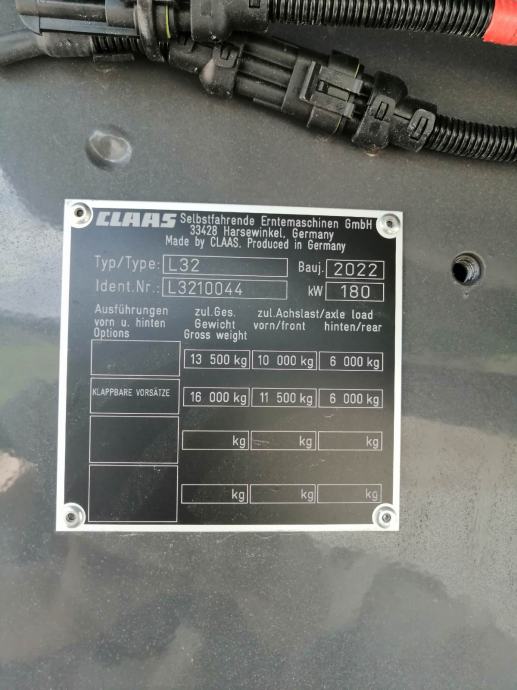 CLAAS Selbstfahrende Erntemaschinen GmbH
33428 Harsewinkel, Germany
Made by CLAAS. Produced in Germany
Typ/Type: L32 Bauj. 2022
Ident.Nr.: L3210044 kW 180
Ausführungen zul.Ges. zul.Achslast/axle load
vorn u. hinten Gewicht vorn/front hinten/rear
Options Gross weight
13 500 kg 10 000 kg 6 000 kg
KLAPPBARE VORSÄTZE 16 000 kg 11 500 kg 6 000 kg
kg kg kg
kg kg kg